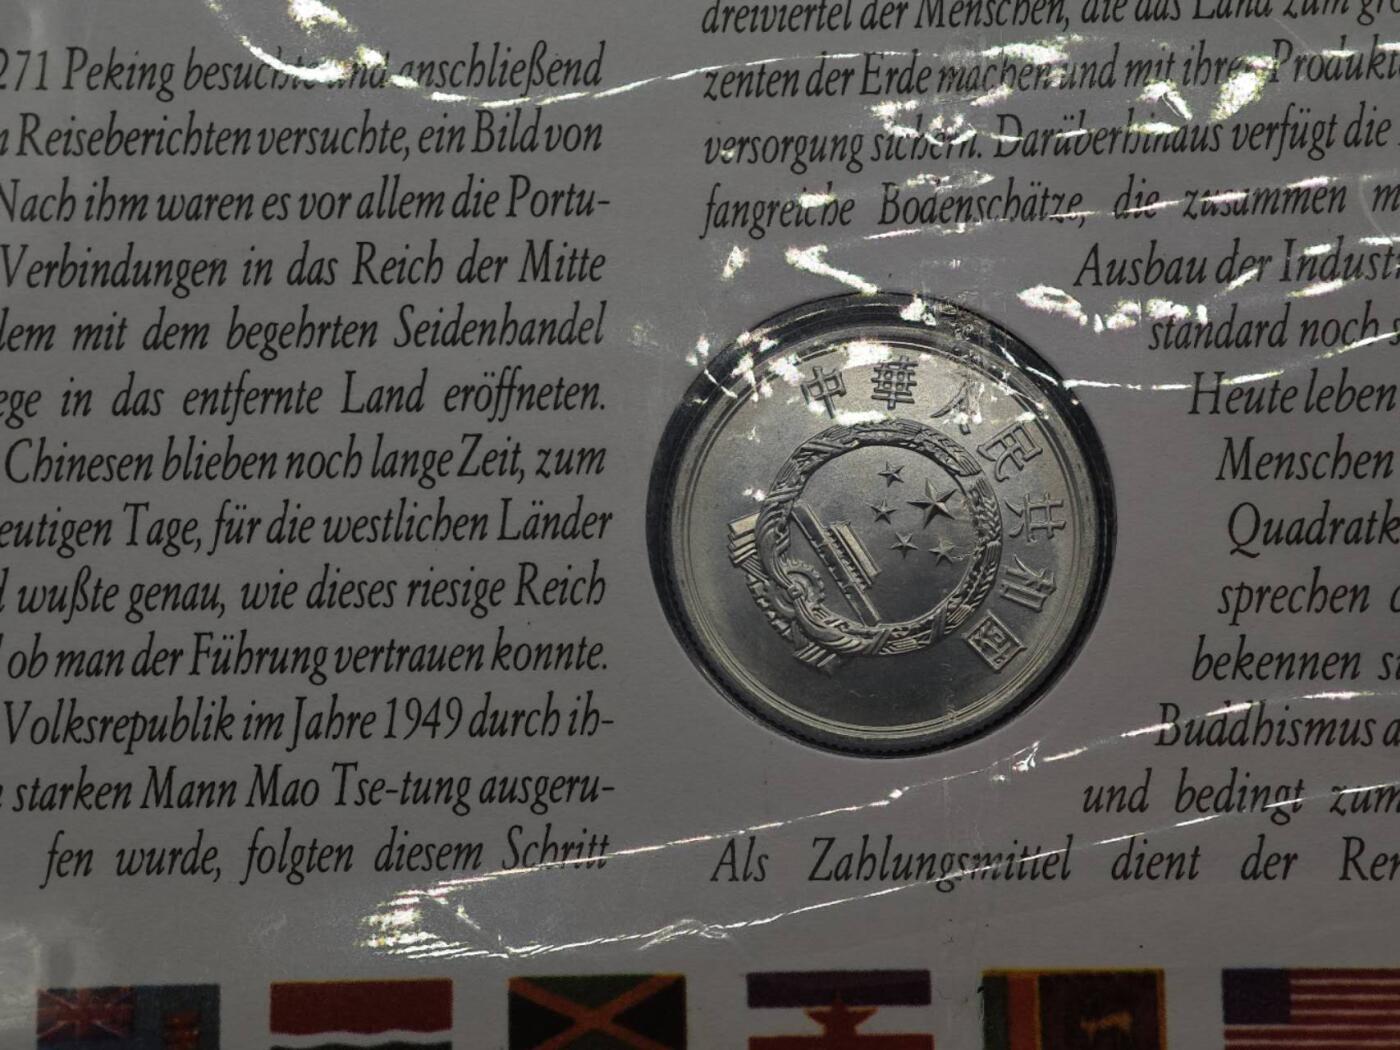 271 Peking besuchte und anschließend
n Reiseberichten versuchte, ein Bild von
Nach ihm waren es vor allem die Portu-
Verbindungen in das Reich der Mitte
lem mit dem begehrten Seidenhandel
ege in das entfernte Land eröffneten.
Chinesen blieben noch lange Zeit, zum
eutigen Tage, für die westlichen Länder
d wußte genau, wie dieses riesige Reich
ob man der Führung vertrauen konnte.
Volksrepublik im Jahre 1949 durch ih-
n starken Mann Mao Tse-tung ausgeru-
fen wurde, folgten diesem Schritt
dreiviertel der Menschen, die das Land zum
zenten der Erde machen und mit ihrer Produkt
versorgung sichern. Darüberhinaus verfügt die
fangreiche Bodenschätze, die zusammen m
Ausbau der Industr
standard noch s
Heute leben
Menschen
Quadratk
sprechen
bekennen si
Buddhismus a
und bedingt zum
Als Zahlungsmittel dient der Ren
中華人民共和國